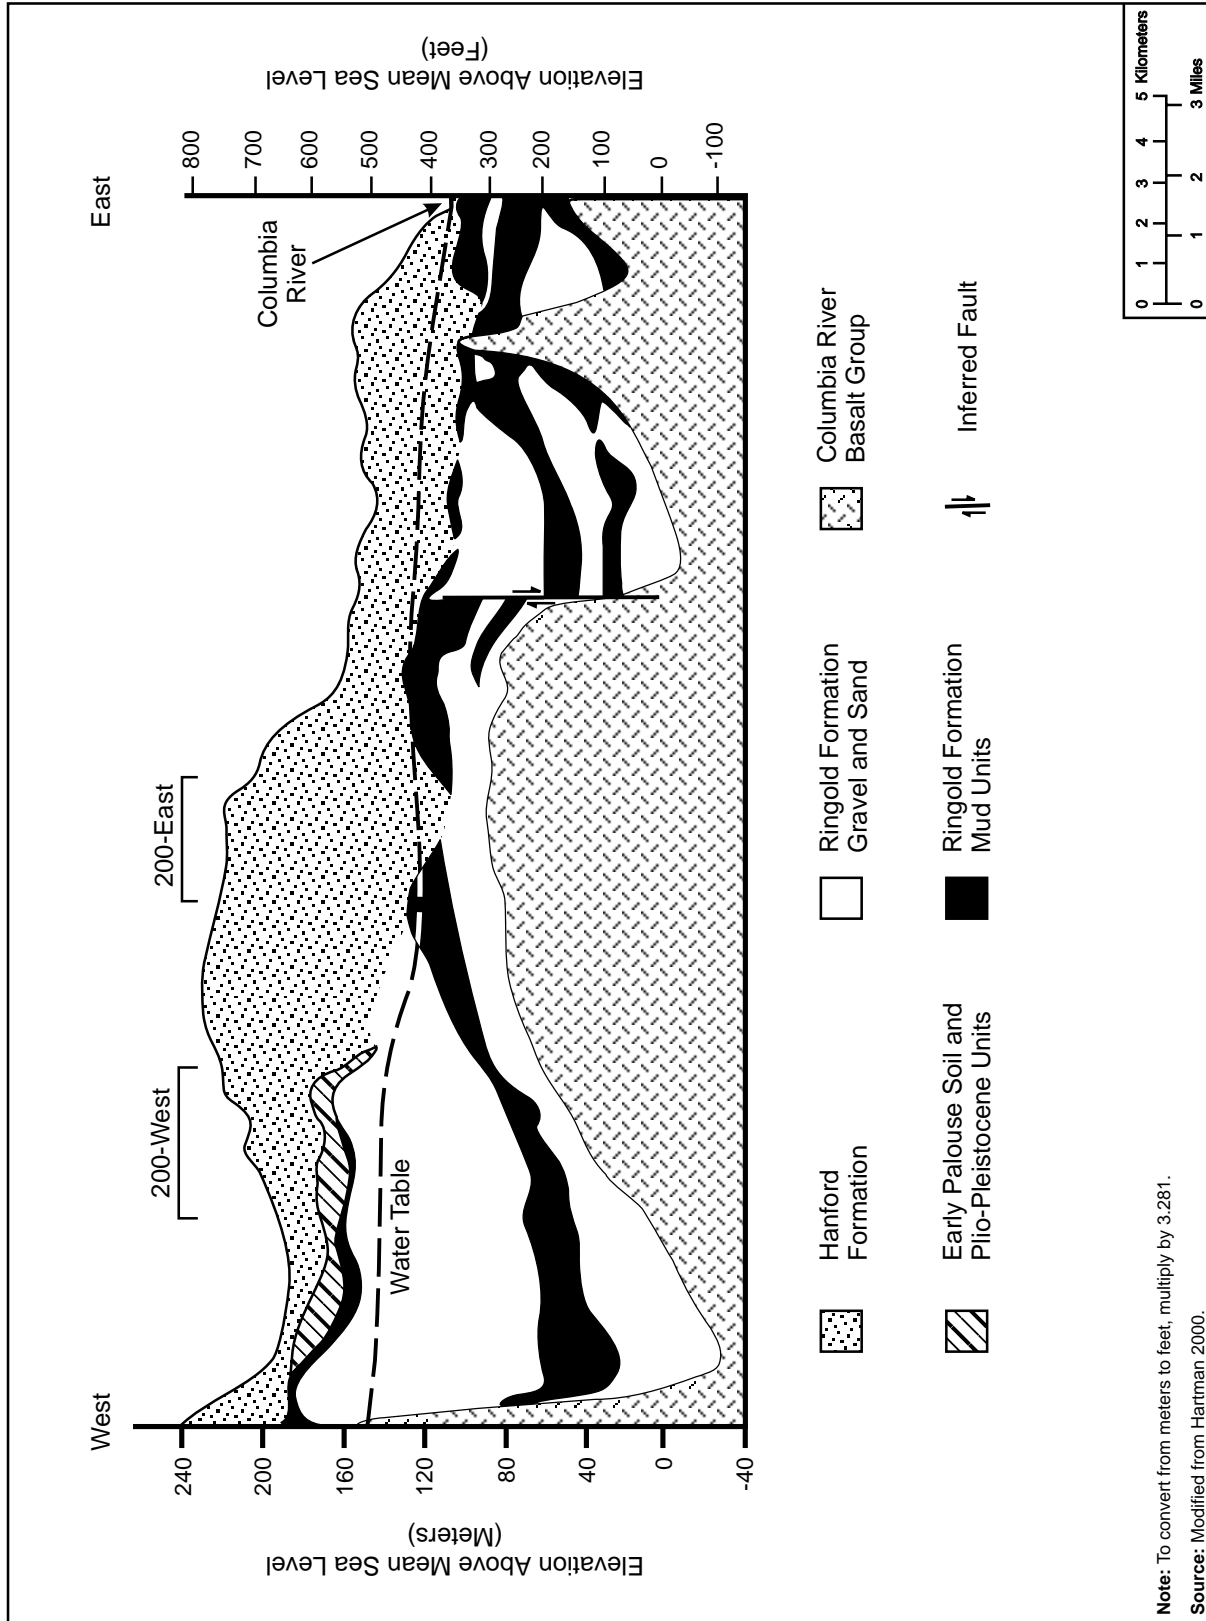 West
East
200-West
200-East
Columbia
River
Water Table
Elevation Above Mean Sea Level
(Meters)
240
200
160
120
80
40
0
-40
Elevation Above Mean Sea Level
(Feet)
800
700
600
500
400
300
200
100
0
-100
Hanford
Formation
Ringold Formation
Gravel and Sand
Columbia River
Basalt Group
Early Palouse Soil and
Plio-Pleistocene Units
Ringold Formation
Mud Units
Inferred Fault
0 1 2 3 4 5 Kilometers
0 1 2 3 Miles
Note: To convert from meters to feet, multiply by 3.281.
Source: Modified from Hartman 2000.